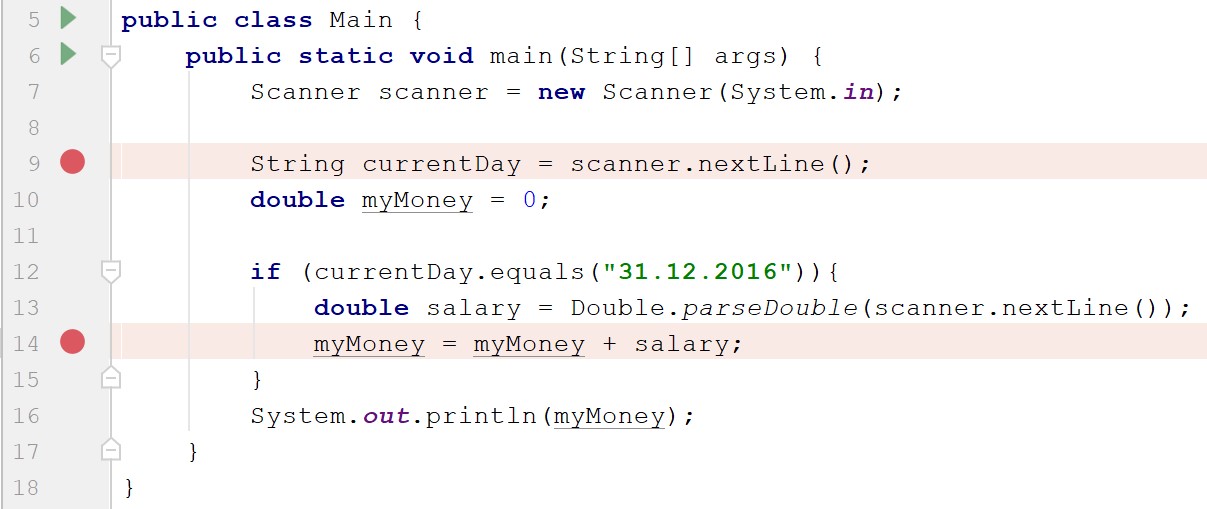 5 public class Main {
6 public static void main(String[] args) {
7 Scanner scanner = new Scanner(System.in);
8
9 String currentDay = scanner.nextLine();
10 double myMoney = 0;
11
12 if (currentDay.equals("31.12.2016")){
13 double salary = Double.parseDouble(scanner.nextLine());
14 myMoney = myMoney + salary;
15 }
16 System.out.println(myMoney);
17 }
18 }